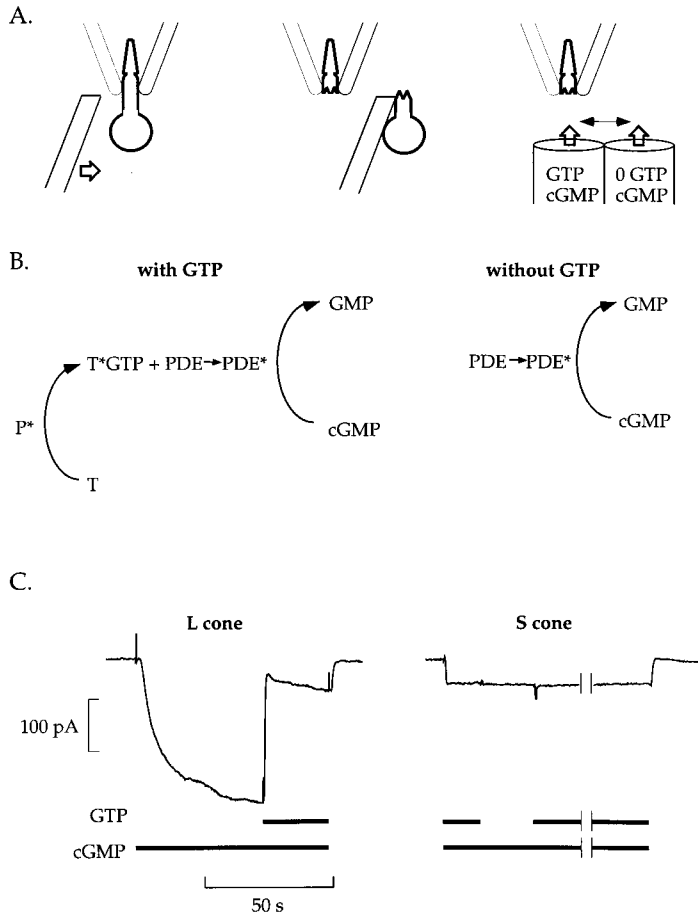 A.
GTP
cGMP
0 GTP
cGMP
B.
with GTP
without GTP
GMP
T*GTP + PDE→PDE*
P*
cGMP
T
GMP
PDE→PDE*
cGMP
C.
L cone
S cone
100 pA
GTP
cGMP
50 s